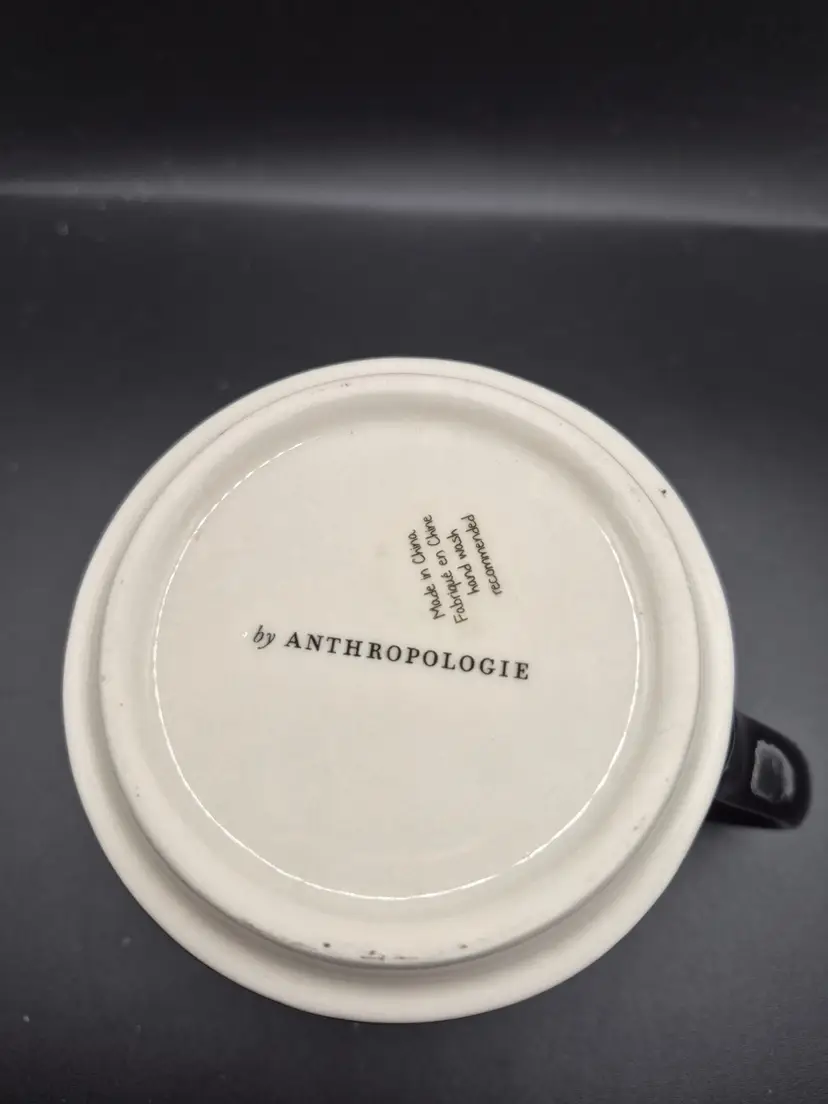 Made in China
Fabriqué en Chine
hand wash
recommended
by ANTHROPOLOGIE